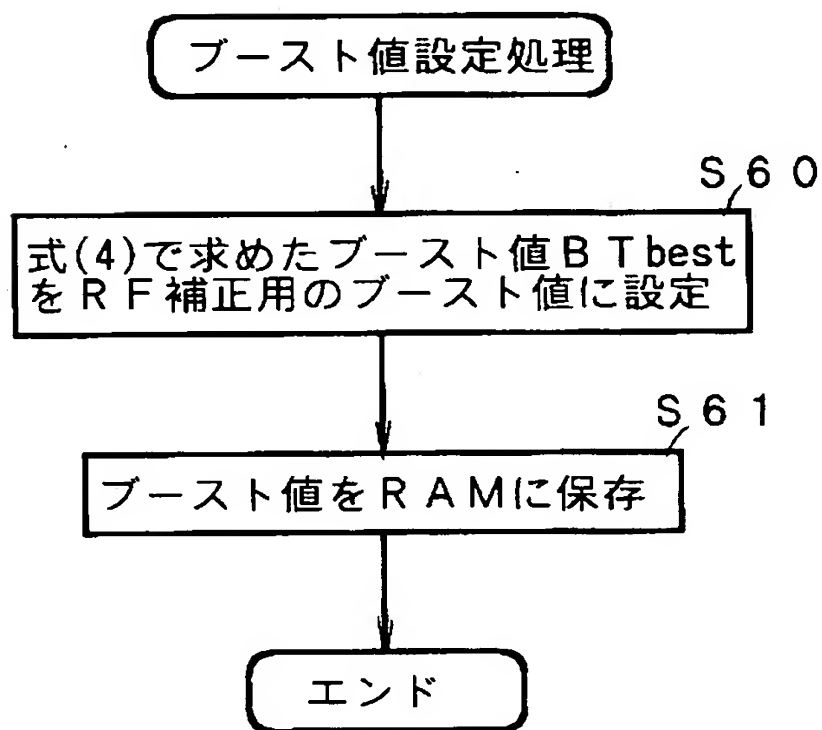 ブースト値設定処理
S60
式(4)で求めたブースト値BTbest
をRF補正用のブースト値に設定
S61
ブースト値をRAMに保存
エンド